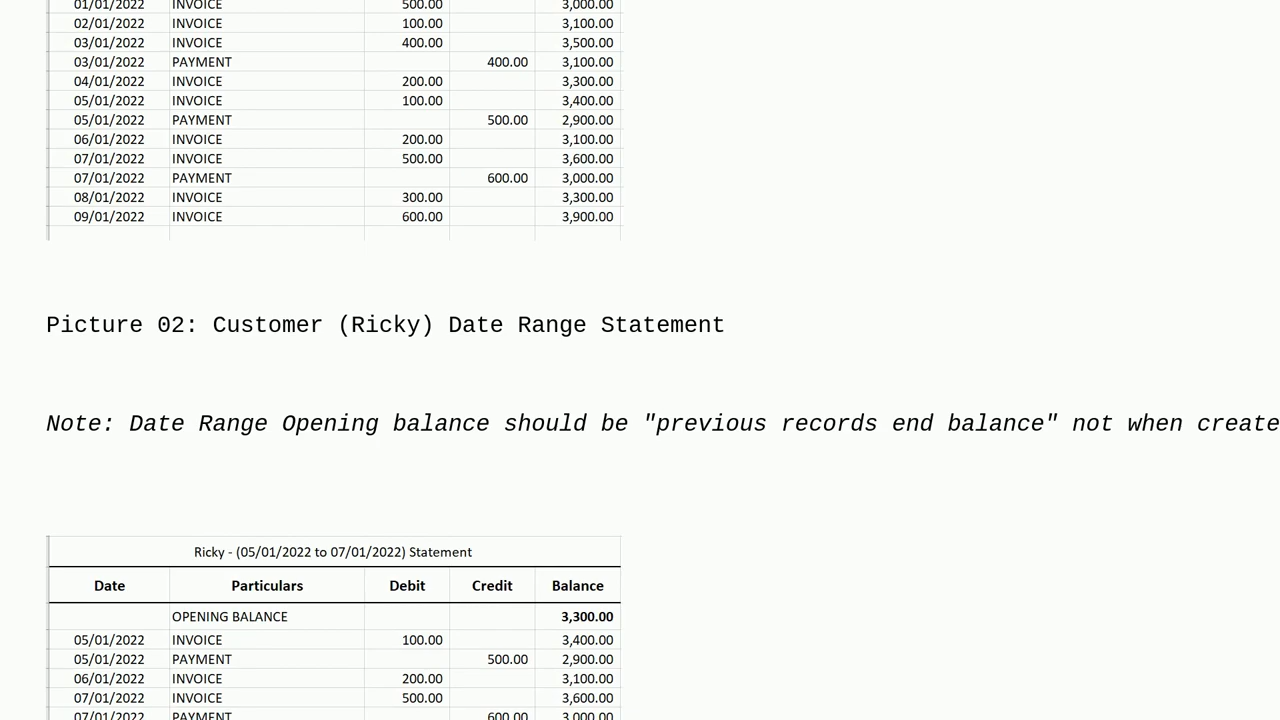 01/01/2022 INVOICE 500.00 3,000.00
02/01/2022 INVOICE 100.00 3,100.00
03/01/2022 INVOICE 400.00 3,500.00
03/01/2022 PAYMENT 400.00 3,100.00
04/01/2022 INVOICE 200.00 3,300.00
05/01/2022 INVOICE 100.00 3,400.00
05/01/2022 PAYMENT 500.00 2,900.00
06/01/2022 INVOICE 200.00 3,100.00
07/01/2022 INVOICE 500.00 3,600.00
07/01/2022 PAYMENT 600.00 3,000.00
08/01/2022 INVOICE 300.00 3,300.00
09/01/2022 INVOICE 600.00 3,900.00
Picture 02: Customer (Ricky) Date Range Statement
Note: Date Range Opening balance should be "previous records end balance" not when create
Ricky - (05/01/2022 to 07/01/2022) Statement
Date Particulars Debit Credit Balance
OPENING BALANCE 3,300.00
05/01/2022 INVOICE 100.00 3,400.00
05/01/2022 PAYMENT 500.00 2,900.00
06/01/2022 INVOICE 200.00 3,100.00
07/01/2022 INVOICE 500.00 3,600.00
07/01/2022 PAYMENT 600.00 3,000.00